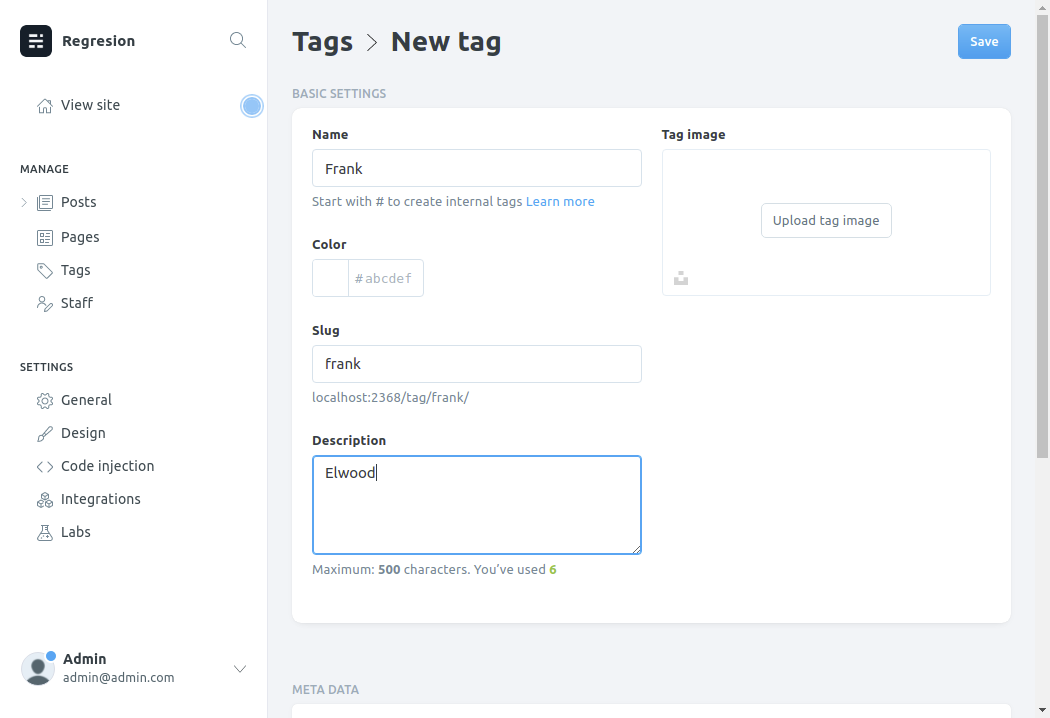 Regresion
View site
MANAGE
Posts
Pages
Tags
Staff
SETTINGS
General
Design
Code injection
Integrations
Labs
Admin
admin@admin.com
Tags > New tag
Save
BASIC SETTINGS
Name
Frank
Start with # to create internal tags Learn more
Color
#abcdef
Slug
frank
localhost:2368/tag/frank/
Description
Elwood
Maximum: 500 characters. You’ve used 6
Tag image
Upload tag image
META DATA